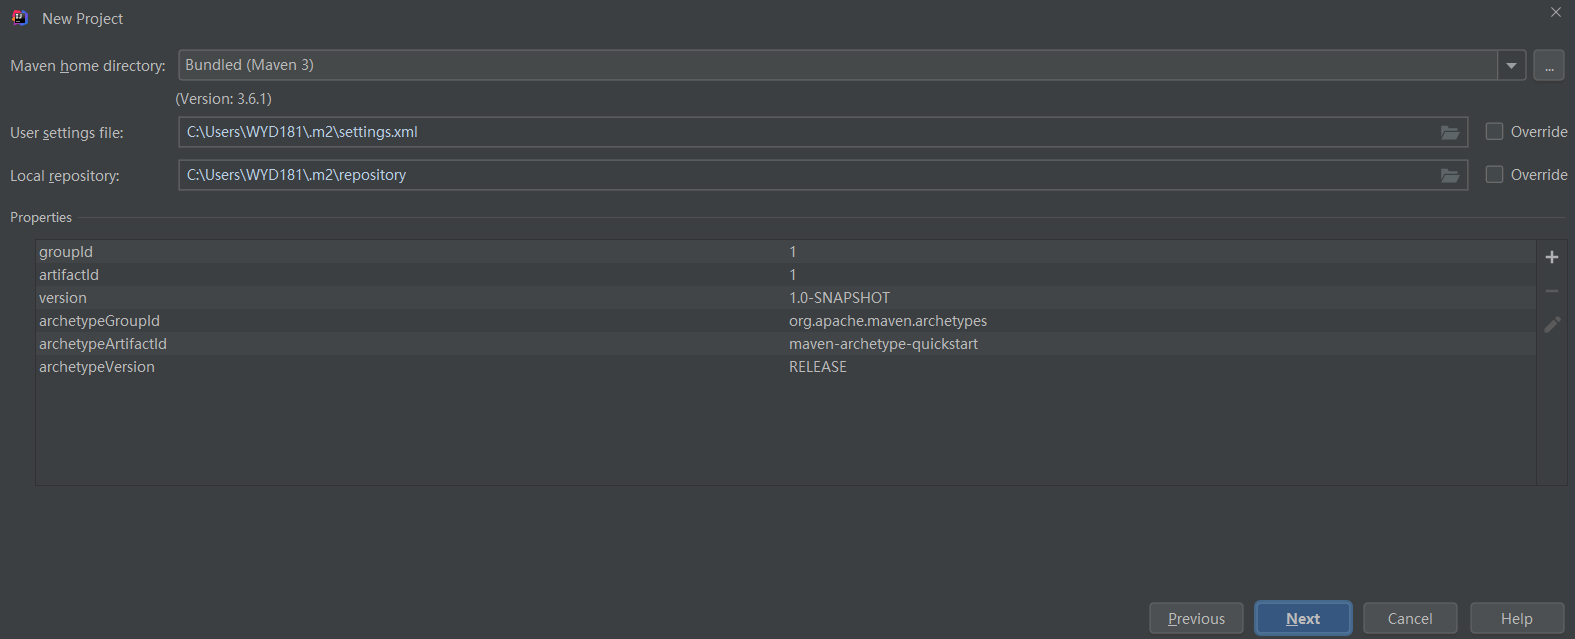 New Project
Maven home directory: Bundled (Maven 3) ...
(Version: 3.6.1)
User settings file: C:\Users\WYD181\.m2\settings.xml Override
Local repository: C:\Users\WYD181\.m2\repository Override
Properties
groupId 1
artifactId 1
version 1.0-SNAPSHOT
archetypeGroupId org.apache.maven.archetypes
archetypeArtifactId maven-archetype-quickstart
archetypeVersion RELEASE
Previous Next Cancel Help